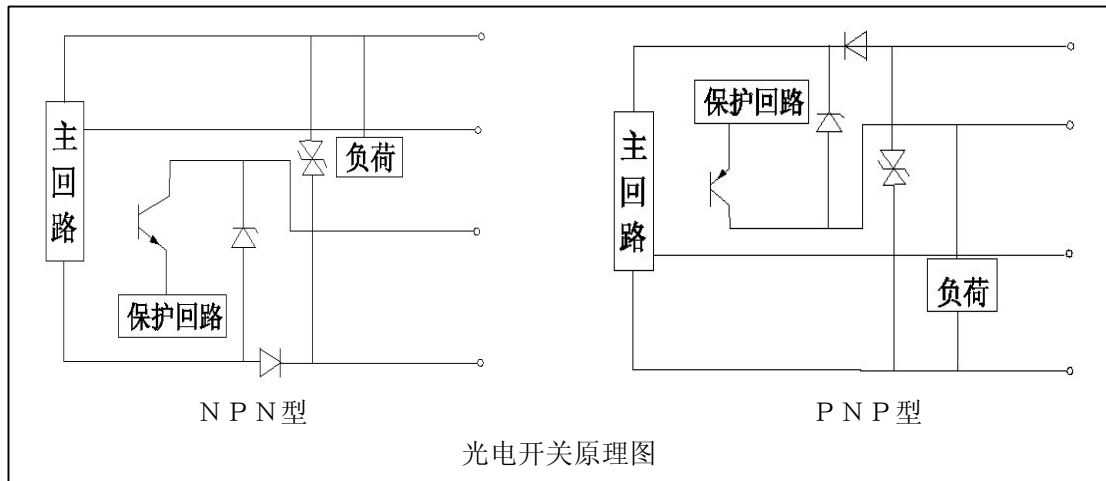 主回路
负荷
保护回路
NPN型
保护回路
主回路
负荷
PNP型
光电开关原理图